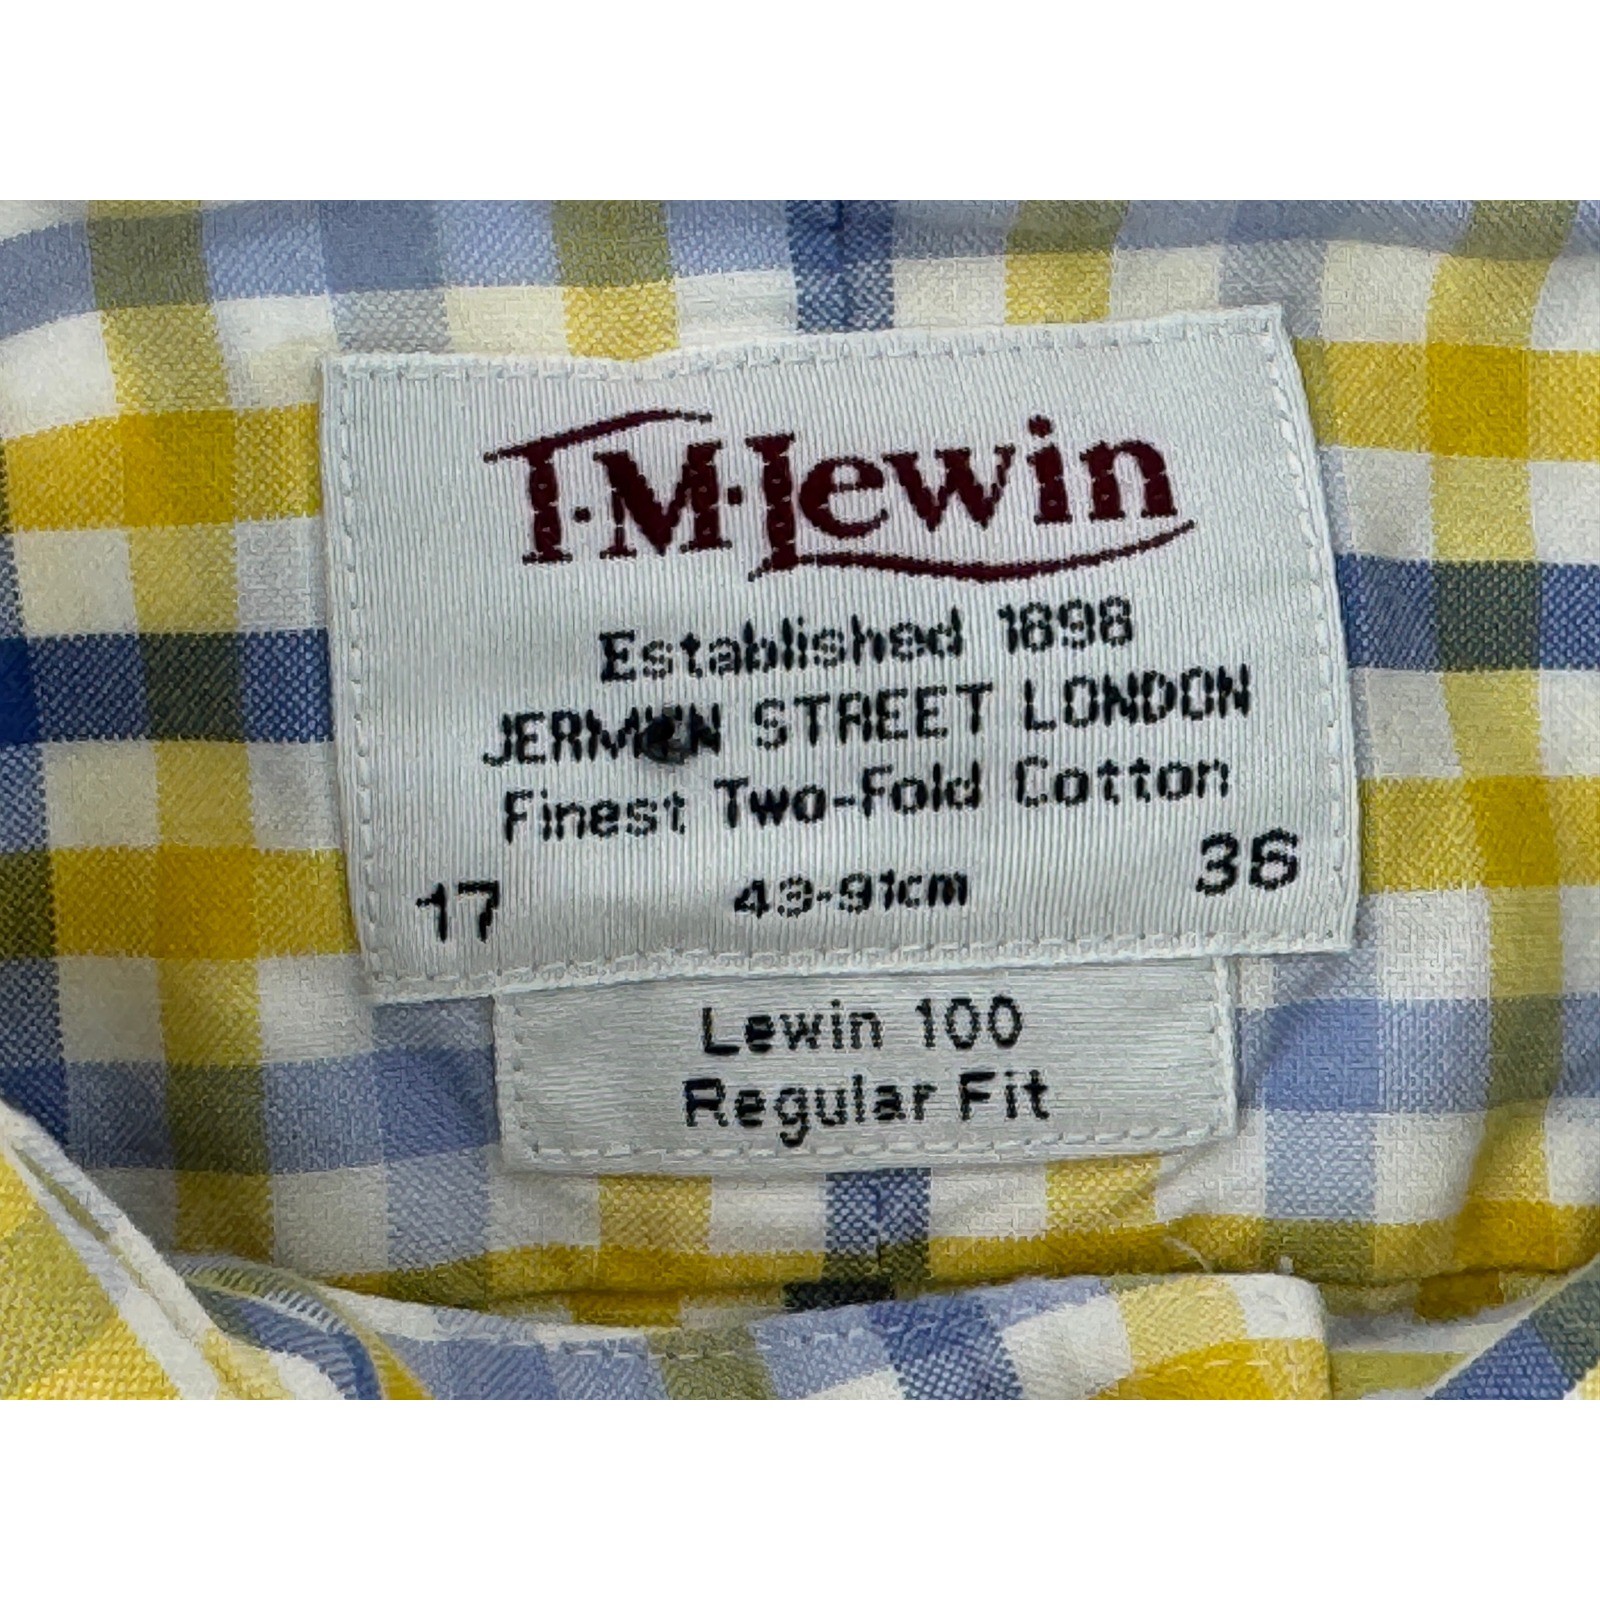 T·M·Lewin
Established 1898
JERMYN STREET LONDON
Finest Two-Fold Cotton
17 43-91cm 36
Lewin 100
Regular Fit